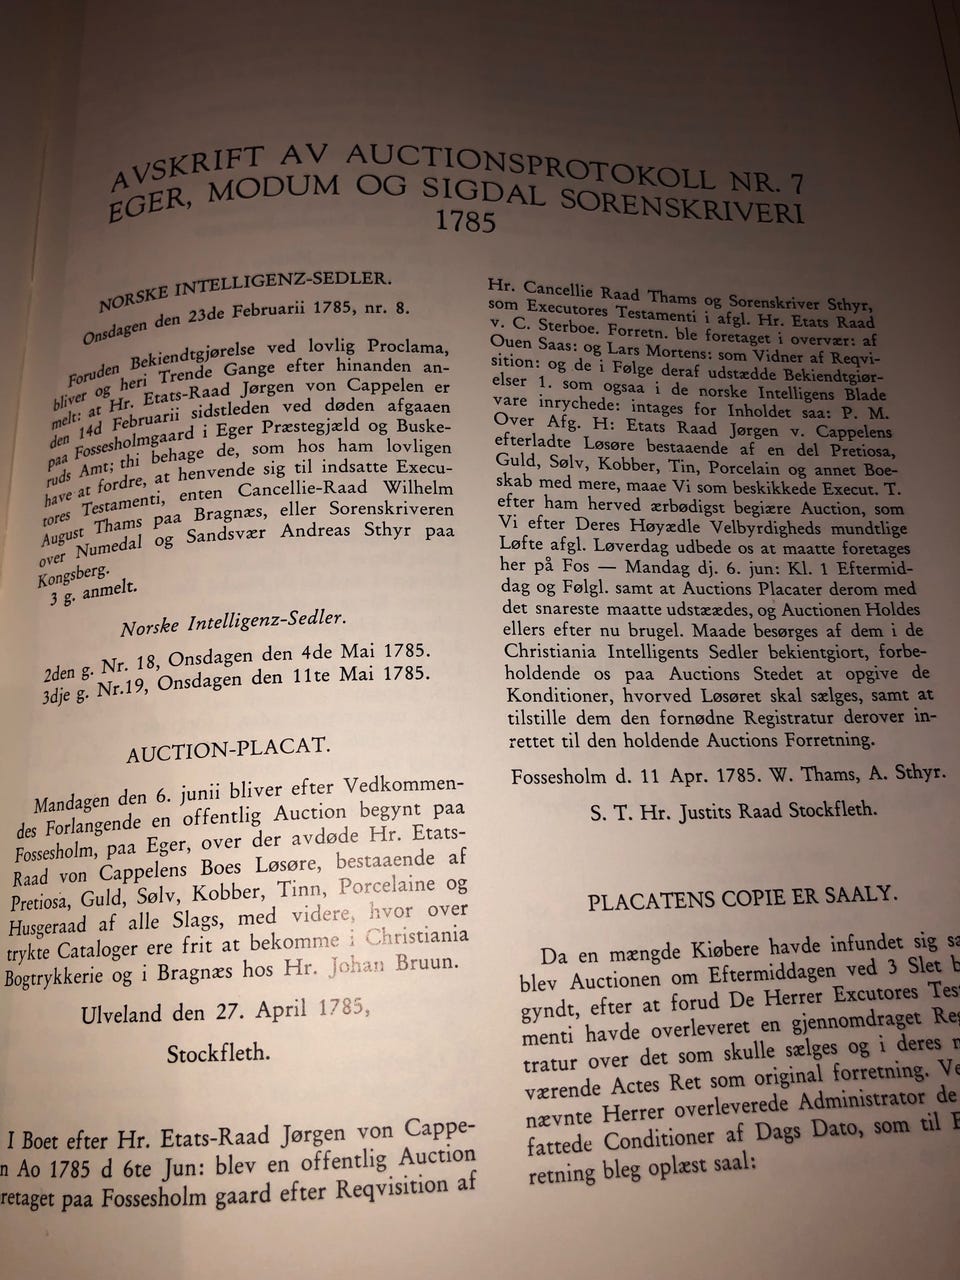 AVSKRIFT AV AUCTIONSPROTOKOLL NR. 7
EGER, MODUM OG SIGDAL SORENSKRIVERI
1785
NORSKE INTELLIGENZ-SEDLER.
Onsdagen den 23de Februarii 1785, nr. 8.
Foruden Bekiendtgjørelse ved lovlig Proclama,
bliver og heri Trende Gange efter hinanden an-
melt: at Hr. Etats-Raad Jørgen von Cappelen er
den 14d Februarii sidstleden ved døden afgaaen
paa Fossesholmgaard i Eger Præstegjæld og Buske-
ruds Amt; thi behage de, som hos ham lovligen
have at fordre, at henvende sig til indsatte Execu-
tores Testamenti, enten Cancellie-Raad Wilhelm
August Thams paa Bragnæs, eller Sorenskriveren
over Numedal og Sandsvær Andreas Sthyr paa
Kongsberg.
3 g. anmelt.
Norske Intelligenz-Sedler.
2den g. Nr. 18, Onsdagen den 4de Mai 1785.
3dje g. Nr.19, Onsdagen den 11te Mai 1785.
AUCTION-PLACAT.
Mandagen den 6. junii bliver efter Vedkommen-
des Forlangende en offentlig Auction begynt paa
Fossesholm, paa Eger, over der avdøde Hr. Etats-
Raad von Cappelens Boes Løsøre, bestaaende af
Pretiosa, Guld, Sølv, Kobber, Tinn, Porcelaine og
Husgeraad af alle Slags, med videre, hvor over
trykte Cataloger ere frit at bekomme i Christiania
Bogtrykkerie og i Bragnæs hos Hr. Johan Bruun.
Ulveland den 27. April 1785,
Stockfleth.
I Boet efter Hr. Etats-Raad Jørgen von Cappe-
n Ao 1785 d 6te Jun: blev en offentlig Auction
retaget paa Fossesholm gaard efter Reqvisition af
Hr. Cancellie Raad Thams og Sorenskriver Sthyr,
som Executores Testamenti i afgl. Hr. Etats Raad
v. C. Sterboe. Forretn. ble foretaget i overvær: af
Ouen Saas: og Lars Mortens: som Vidner af Reqvi-
sition: og de i Følge deraf udstædde Bekiendtgiør-
elser 1. som ogsaa i de norske Intelligens Blade
vare inrychede: intages for Inholdet saa: P. M.
Over Afg. H: Etats Raad Jørgen v. Cappelens
efterladte Løsøre bestaaende af en del Pretiosa,
Guld, Sølv, Kobber, Tin, Porcelain og annet Boe-
skab med mere, maae Vi som beskikkede Execut. T.
efter ham herved ærbødigst begiære Auction, som
Vi efter Deres Høyædle Velbyrdigheds mundtlige
Løfte afgl. Løverdag udbede os at maatte foretages
her på Fos — Mandag dj. 6. jun: Kl. 1 Eftermid-
dag og Følgl. samt at Auctions Placater derom med
det snareste maatte udstæædes, og Auctionen Holdes
ellers efter nu brugel. Maade besørges af dem i de
Christiania Intelligents Sedler bekientgiort, forbe-
holdende os paa Auctions Stedet at opgive de
Konditioner, hvorved Løsøret skal sælges, samt at
tilstille dem den fornødne Registratur derover in-
rettet til den holdende Auctions Forretning.
Fossesholm d. 11 Apr. 1785. W. Thams, A. Sthyr.
S. T. Hr. Justits Raad Stockfleth.
PLACATENS COPIE ER SAALY.
Da en mængde Kiøbere havde infundet sig sa
blev Auctionen om Eftermiddagen ved 3 Slet b
gyndt, efter at forud De Herrer Excutores Tes
menti havde overleveret en gjennomdraget Reg
tratur over det som skulle sælges og i deres n
værende Actes Ret som original forretning. Ve
nævnte Herrer overleverede Administrator de
fattede Conditioner af Dags Dato, som til F
retning bleg oplæst saal: